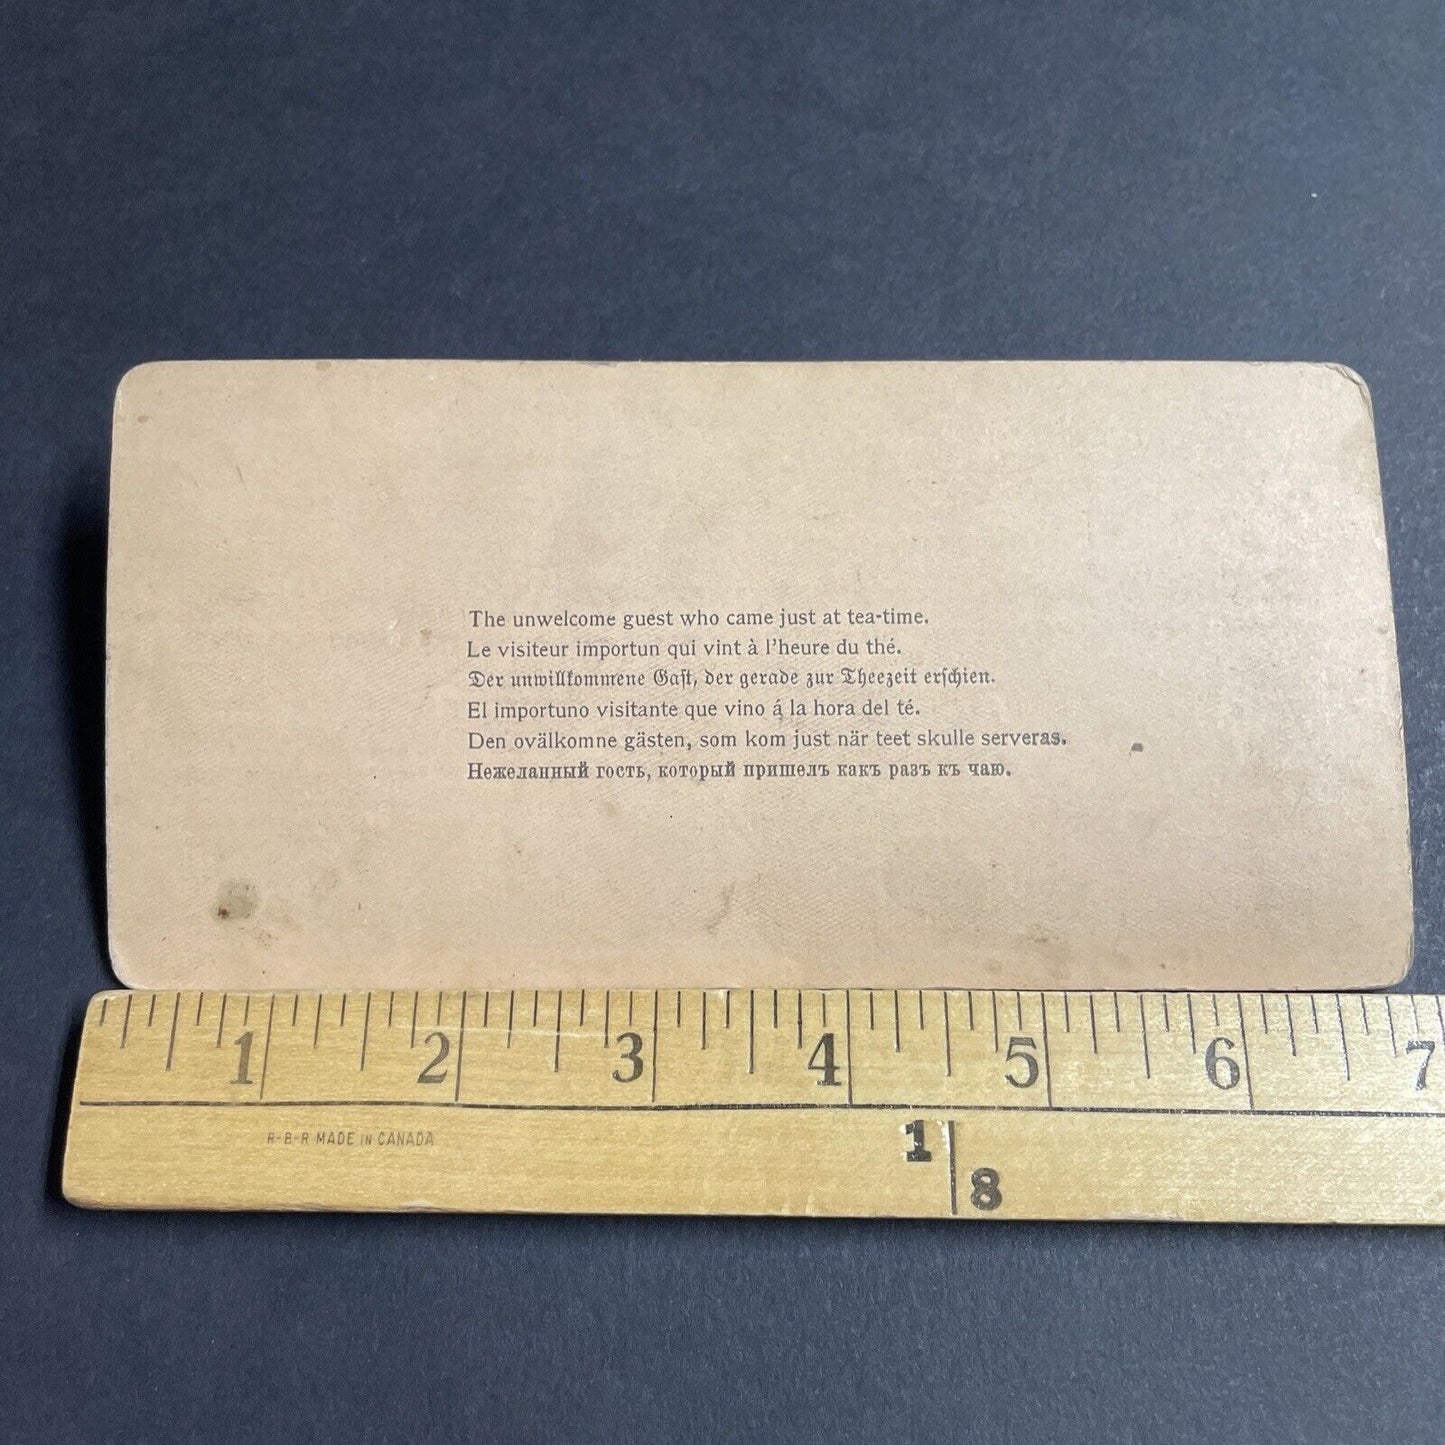 The unwelcome guest who came just at tea-time.
Le visiteur importun qui vint à l'heure du thé.
Der unwillkommene Gast, der gerade zur Theezeit erschien.
El importuno visitante que vino á la hora del té.
Den ovälkomne gästen, som kom just när teet skulle serveras.
Нежеланный гость, который пришелъ какъ разъ къ чаю.
1 2 3 4 5 6 7
R-B-R MADE IN CANADA
1 8